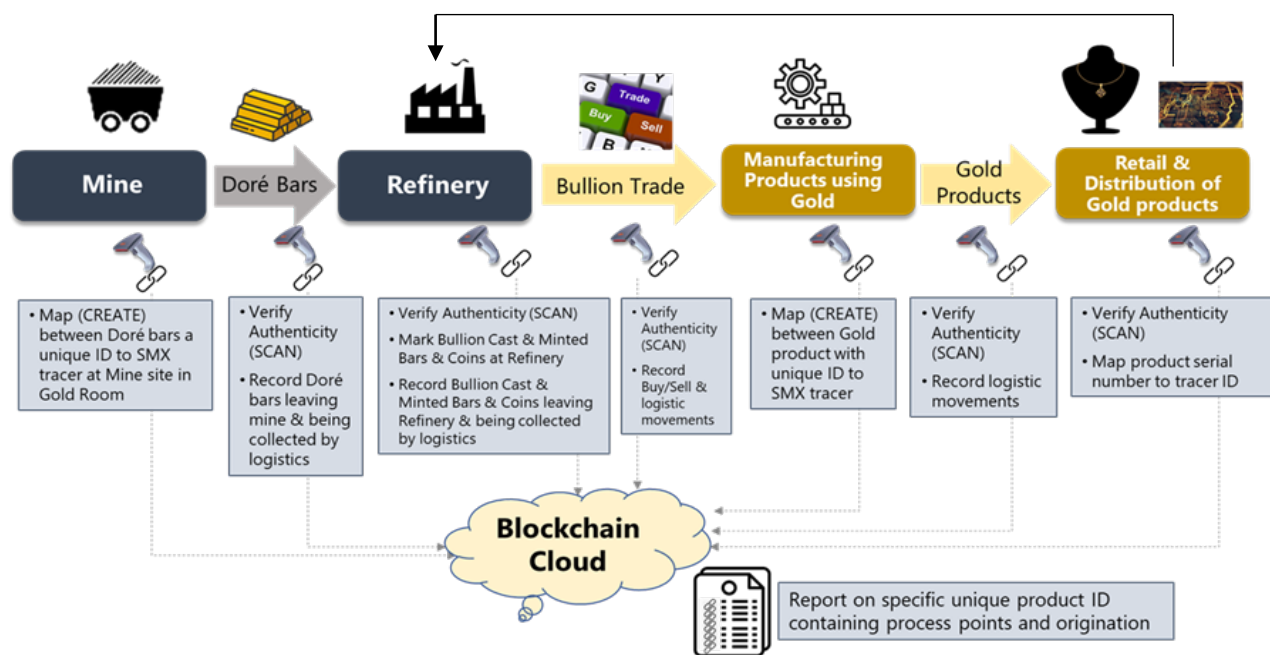 G
Y
Trade
Buy
Sell
B
Mine
Doré Bars
Refinery
Bullion Trade
Manufacturing
Products using
Gold
Gold
Products
Retail &
Distribution of
Gold products
• Map (CREATE)
between Doré bars a
unique ID to SMX
tracer at Mine site in
Gold Room
• Verify
Authenticity
(SCAN)
• Record Doré
bars leaving
mine & being
collected by
logistics
• Verify Authenticity (SCAN)
• Mark Bullion Cast & Minted
Bars & Coins at Refinery
• Record Bullion Cast &
Minted Bars & Coins leaving
Refinery & being collected
by logistics
• Verify
Authenticity
(SCAN)
• Record
Buy/Sell &
logistic
movements
• Map (CREATE)
between Gold
product with
unique ID to
SMX tracer
• Verify
Authenticity
(SCAN)
• Record logistic
movements
• Verify Authenticity
(SCAN)
• Map product serial
number to tracer ID
Blockchain
Cloud
Report on specific unique product ID
containing process points and origination